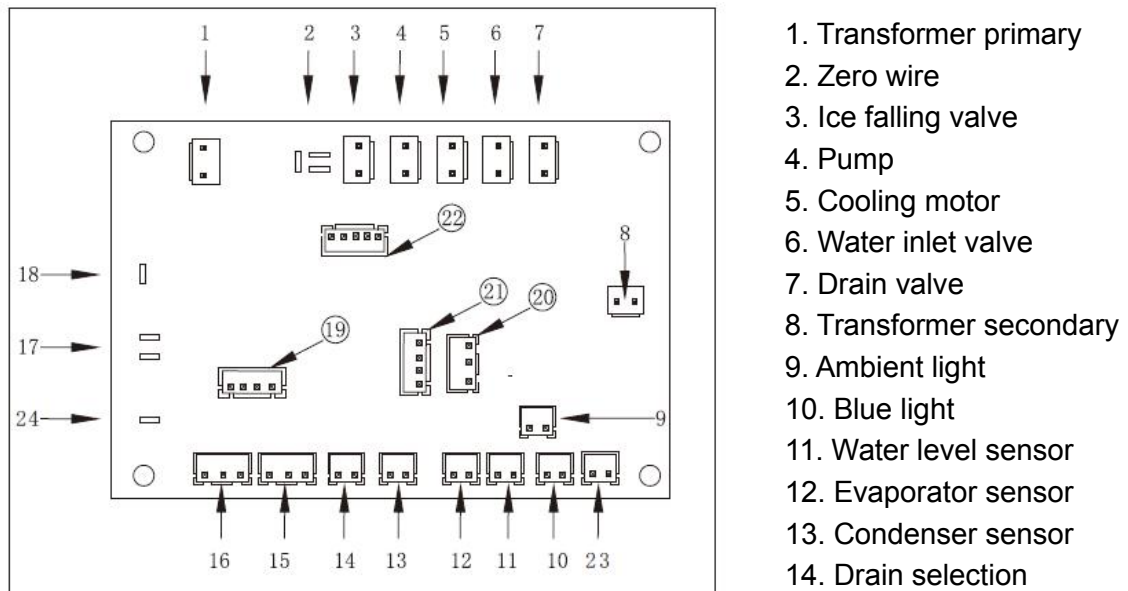 1 2 3 4 5 6 7
22
8
18
21 20
19
17
24 9
16 15 14 13 12 11 10 23
1. Transformer primary
2. Zero wire
3. Ice falling valve
4. Pump
5. Cooling motor
6. Water inlet valve
7. Drain valve
8. Transformer secondary
9. Ambient light
10. Blue light
11. Water level sensor
12. Evaporator sensor
13. Condenser sensor
14. Drain selection